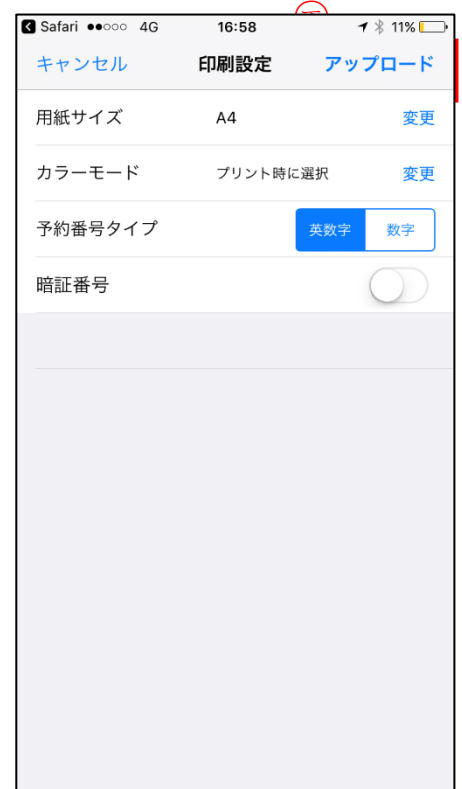 Safari 4G 16:58 11%
キャンセル 印刷設定 アップロード
用紙サイズ A4 変更
カラーモード プリント時に選択 変更
予約番号タイプ 英数字 数字
暗証番号